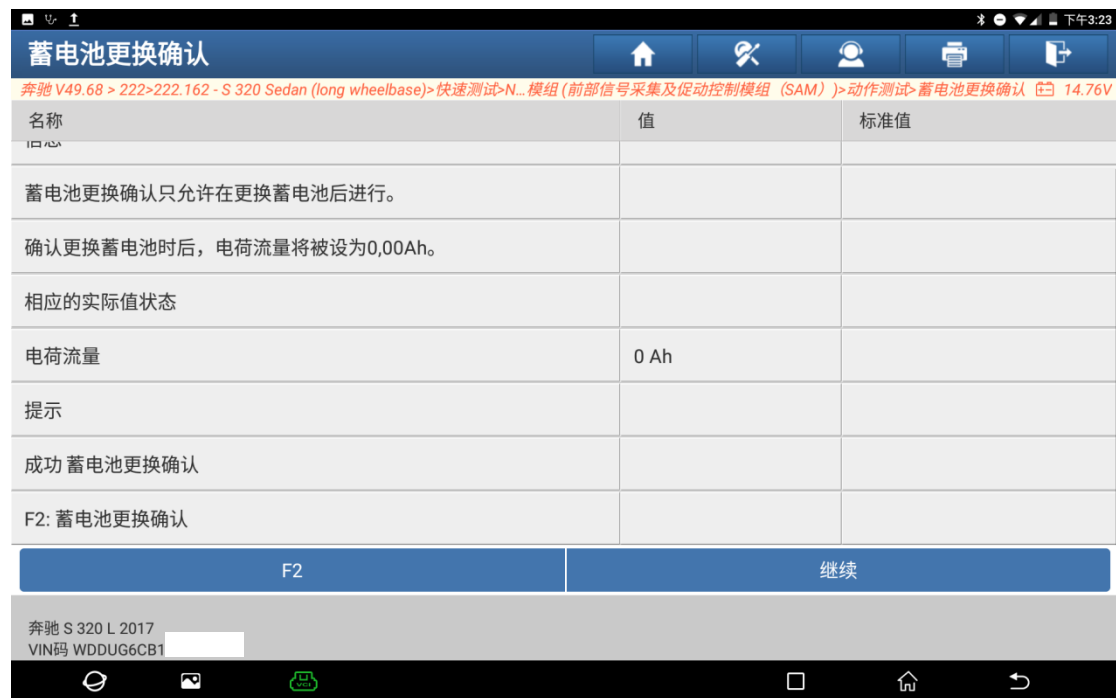 下午3:23
蓄电池更换确认
奔驰 V49.68 > 222>222.162 - S 320 Sedan (long wheelbase)>快速测试>N...模组 (前部信号采集及促动控制模组（SAM）)>动作测试>蓄电池更换确认 14.76V
名称 值 标准值
信息
蓄电池更换确认只允许在更换蓄电池后进行。
确认更换蓄电池时后，电荷流量将被设为0,00Ah。
相应的实际值状态
电荷流量 0 Ah
提示
成功 蓄电池更换确认
F2: 蓄电池更换确认
F2 继续
奔驰 S 320 L 2017
VIN码 WDDUG6CB1
VCI